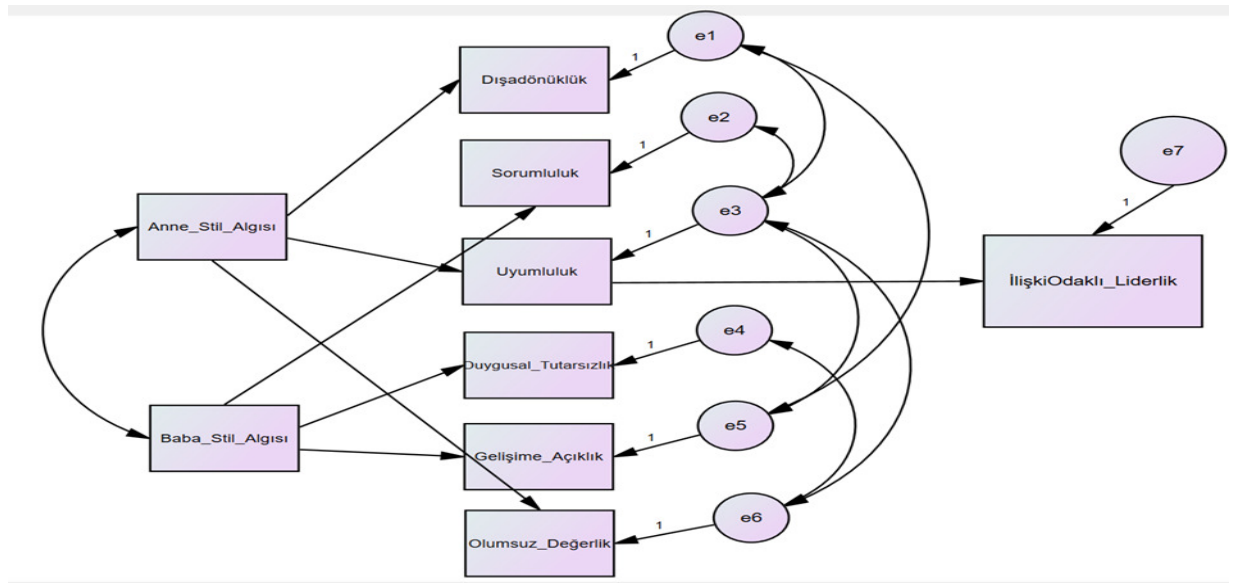 e1
1
Dışadönüklük
e2
1
e7
Sorumluluk
1
Anne_Stil_Algısı
e3
1
Uyumluluk
İlişkiOdaklı_Liderlik
e4
1
Duygusal_Tutarsızlık
Baba_Stil_Algısı
e5
1
Gelişime_Açıklık
e6
1
Olumsuz_Değerlik